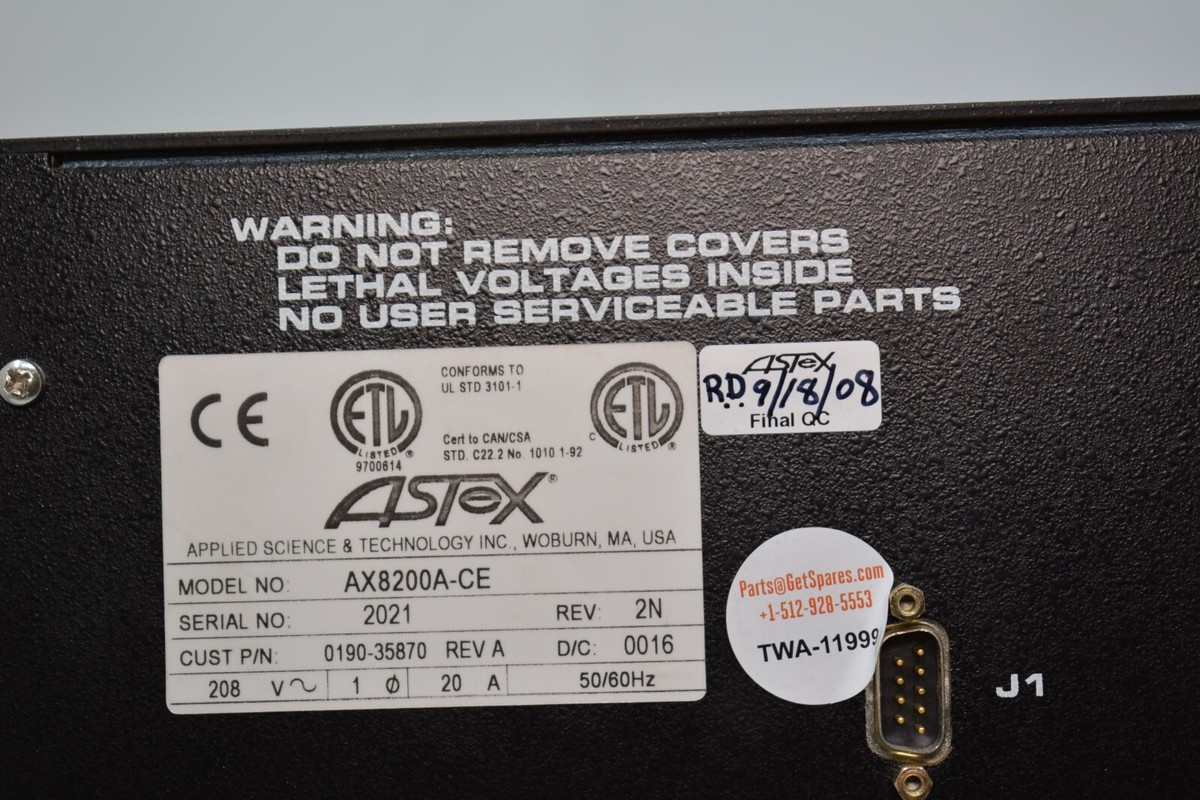 WARNING:
DO NOT REMOVE COVERS
LETHAL VOLTAGES INSIDE
NO USER SERVICEABLE PARTS
CE
ETL
LISTED ®
9700614
CONFORMS TO
UL STD 3101-1
Cert to CAN/CSA
STD. C22.2 No. 1010.1-92
C ETL
LISTED ®
ASTeX®
APPLIED SCIENCE & TECHNOLOGY INC., WOBURN, MA, USA
MODEL NO: AX8200A-CE
SERIAL NO: 2021 REV: 2N
CUST P/N: 0190-35870 REV A D/C: 0016
208 V~ 1 Ø 20 A 50/60Hz
ASTeX
R.D. 9/18/08
Final QC
Parts@GetSpares.com
+1-512-928-5553
TWA-11999
J1